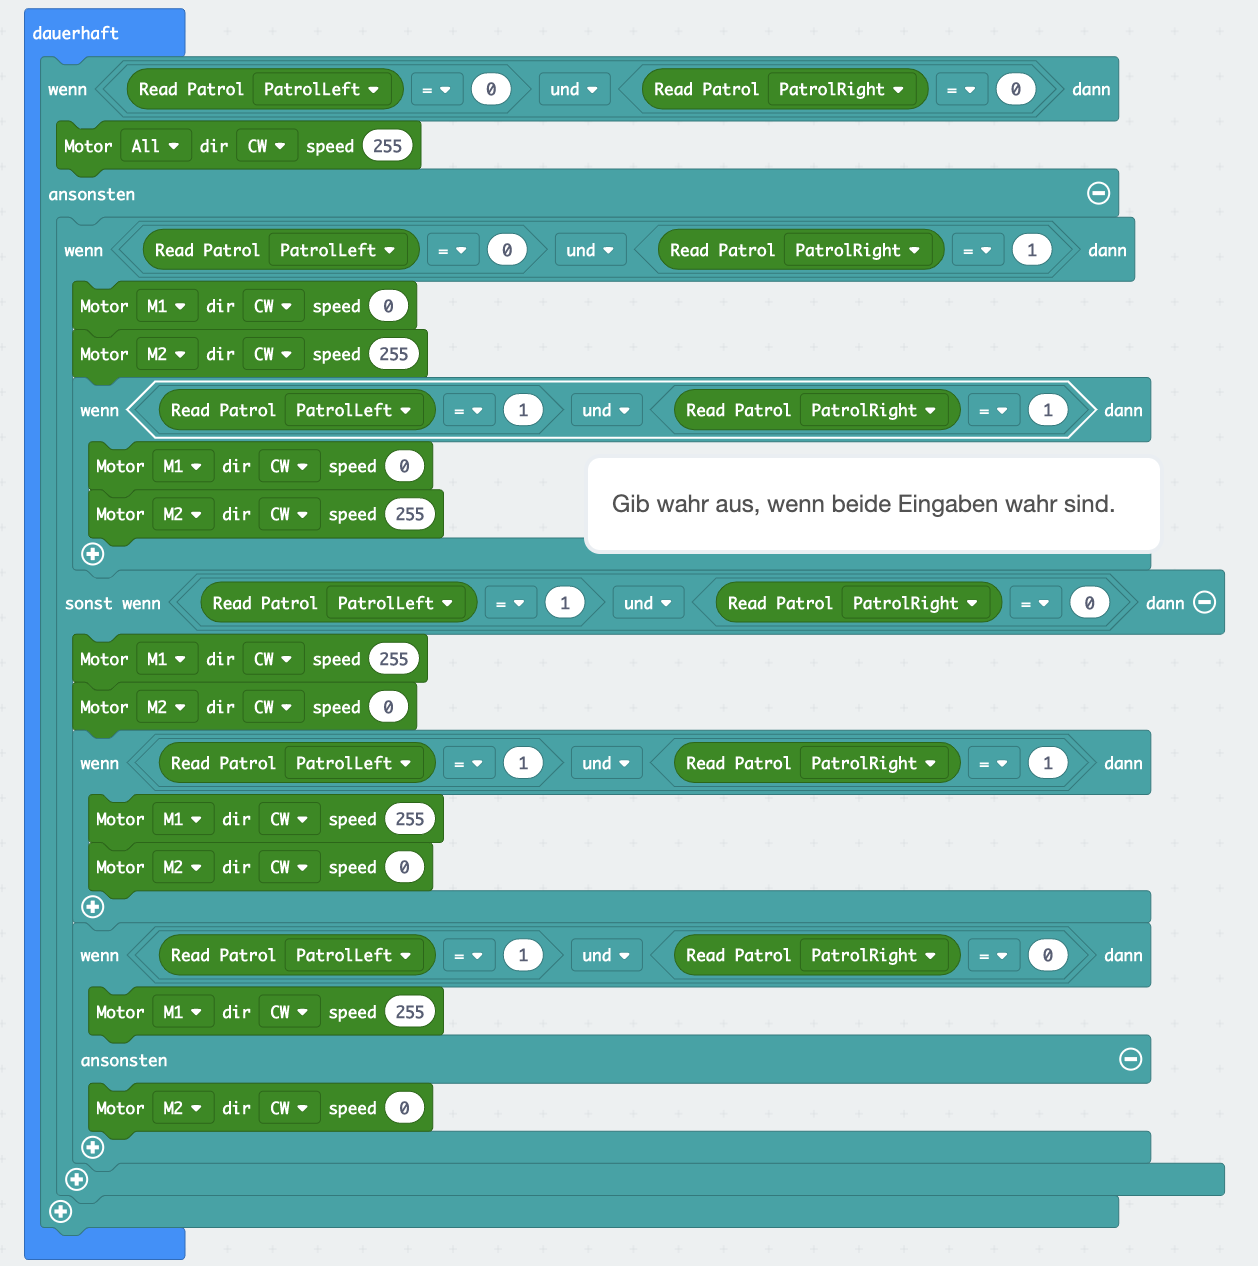 dauerhaft
wenn Read Patrol PatrolLeft = 0 und Read Patrol PatrolRight = 0 dann
Motor All dir CW speed 255
ansonsten
wenn Read Patrol PatrolLeft = 0 und Read Patrol PatrolRight = 1 dann
Motor M1 dir CW speed 0
Motor M2 dir CW speed 255
wenn Read Patrol PatrolLeft = 1 und Read Patrol PatrolRight = 1 dann
Motor M1 dir CW speed 0
Motor M2 dir CW speed 255
Gib wahr aus, wenn beide Eingaben wahr sind.
sonst wenn Read Patrol PatrolLeft = 1 und Read Patrol PatrolRight = 0 dann
Motor M1 dir CW speed 255
Motor M2 dir CW speed 0
wenn Read Patrol PatrolLeft = 1 und Read Patrol PatrolRight = 1 dann
Motor M1 dir CW speed 255
Motor M2 dir CW speed 0
wenn Read Patrol PatrolLeft = 1 und Read Patrol PatrolRight = 0 dann
Motor M1 dir CW speed 255
ansonsten
Motor M2 dir CW speed 0